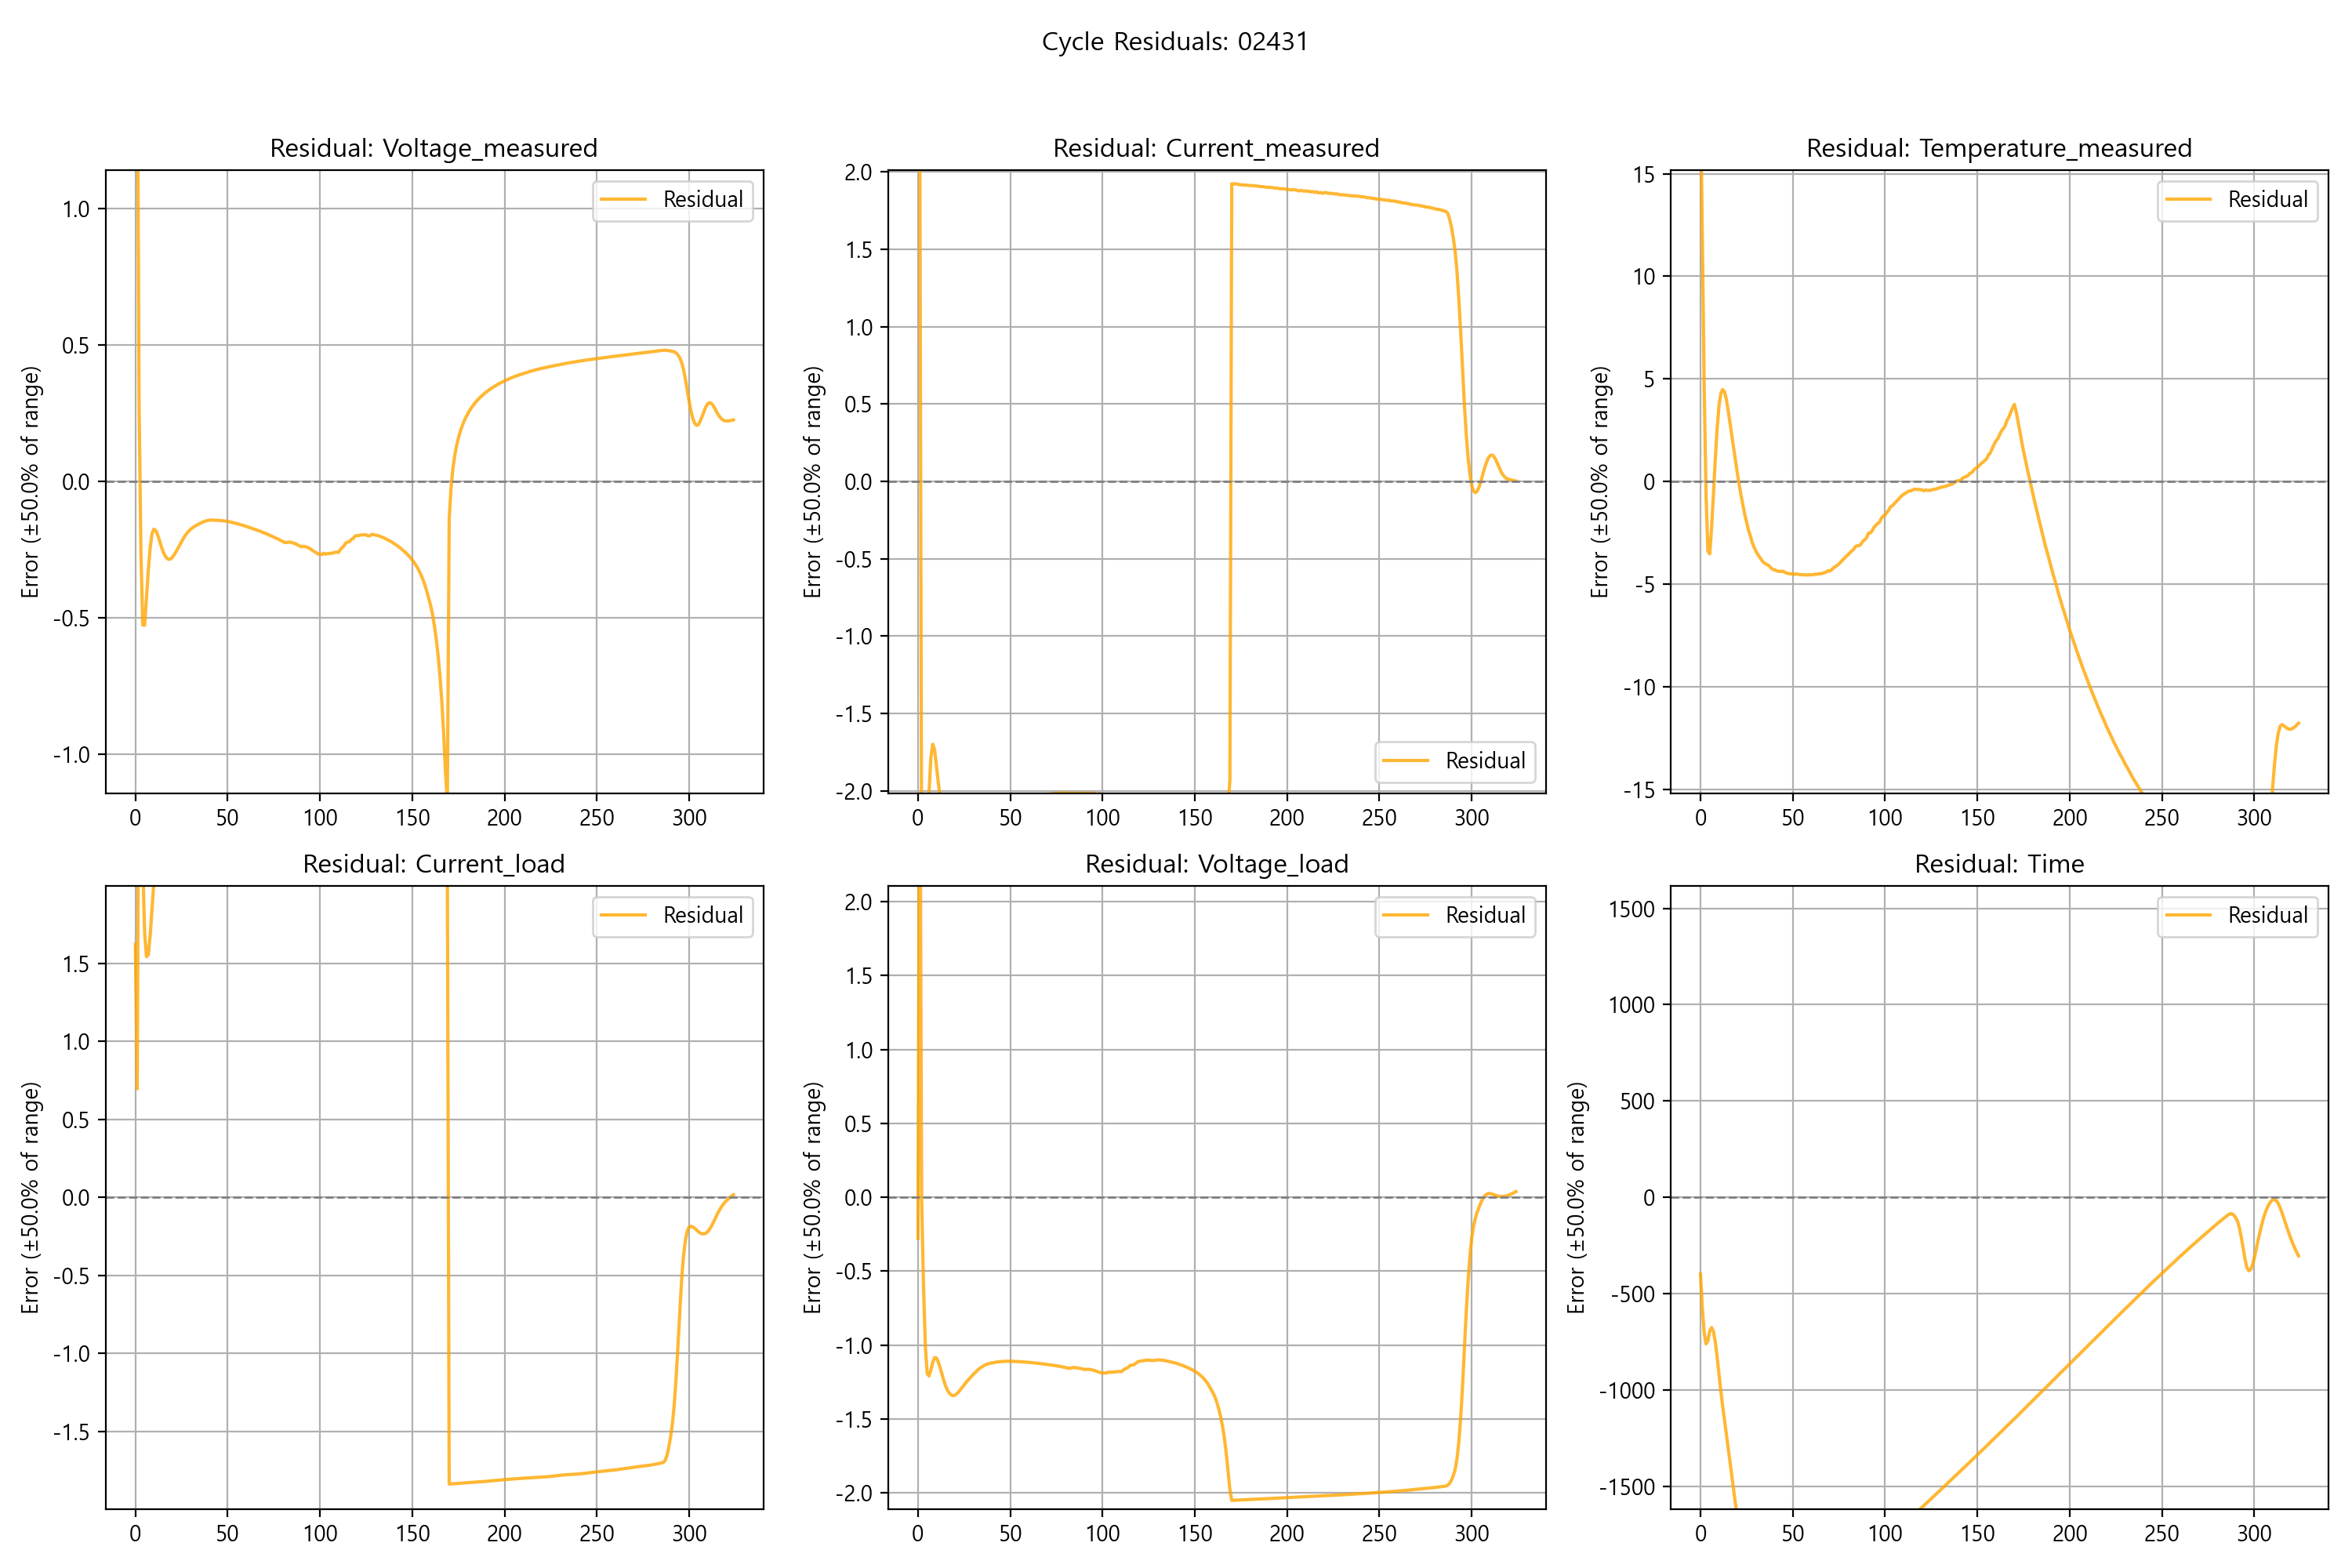 Cycle Residuals: 02431
Residual: Voltage_measured
Error (±50.0% of range)
1.0
0.5
0.0
-0.5
-1.0
0 50 100 150 200 250 300
Residual
Residual: Current_measured
Error (±50.0% of range)
2.0
1.5
1.0
0.5
0.0
-0.5
-1.0
-1.5
-2.0
0 50 100 150 200 250 300
Residual
Residual: Temperature_measured
Error (±50.0% of range)
15
10
5
0
-5
-10
-15
0 50 100 150 200 250 300
Residual
Residual: Current_load
Error (±50.0% of range)
1.5
1.0
0.5
0.0
-0.5
-1.0
-1.5
0 50 100 150 200 250 300
Residual
Residual: Voltage_load
Error (±50.0% of range)
2.0
1.5
1.0
0.5
0.0
-0.5
-1.0
-1.5
-2.0
0 50 100 150 200 250 300
Residual
Residual: Time
Error (±50.0% of range)
1500
1000
500
0
-500
-1000
-1500
0 50 100 150 200 250 300
Residual